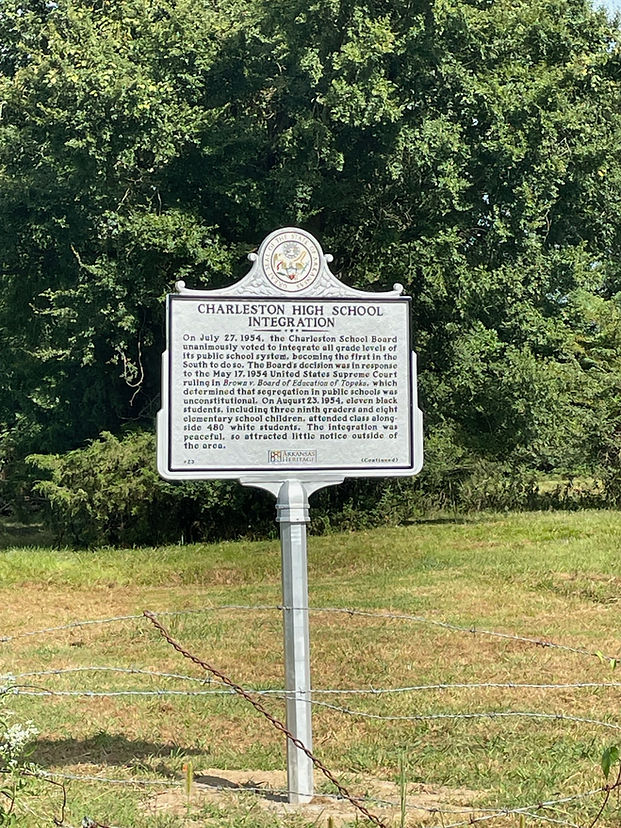 CHARLESTON HIGH SCHOOL
INTEGRATION
On July 27, 1954, the Charleston School Board
unanimously voted to integrate all grade levels of
its public school system, becoming the first in the
South to do so. The Board's decision was in response
to the May 17, 1954 United States Supreme Court
ruling in Brown v. Board of Education of Topeka, which
determined that segregation in public schools was
unconstitutional. On August 23, 1954, eleven black
students, including three ninth graders and eight
elementary school children, attended class along-
side 480 white students. The integration was
peaceful, so attracted little notice outside of
the area.
ARKANSAS
HERITAGE
(Continued)